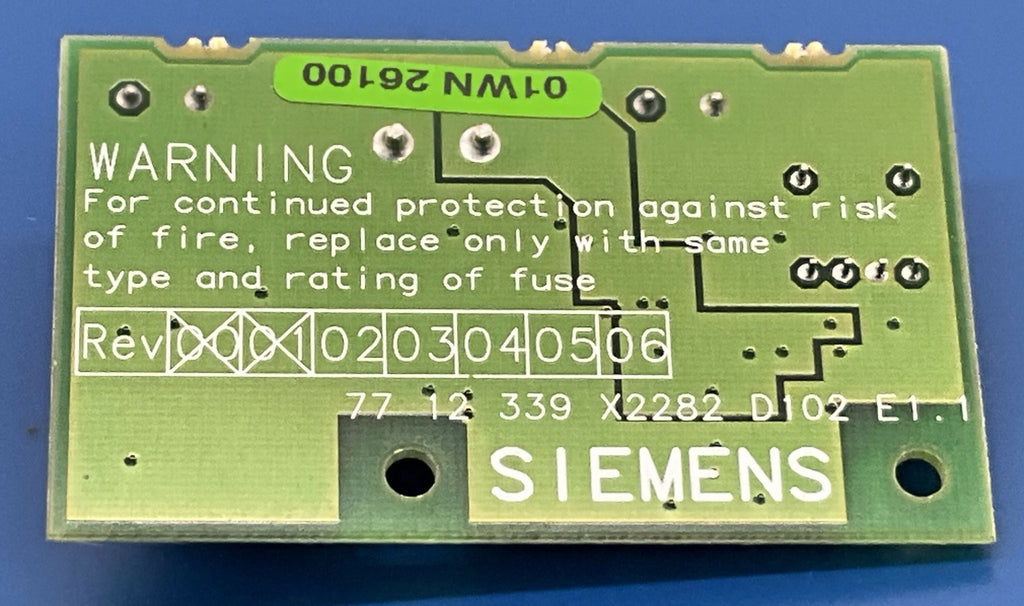 01WN 26100
WARNING
For continued protection against risk
of fire, replace only with same
type and rating of fuse
Rev 00 01 02 03 04 05 06
77 12 339 X2282 D102 E1.1
SIEMENS